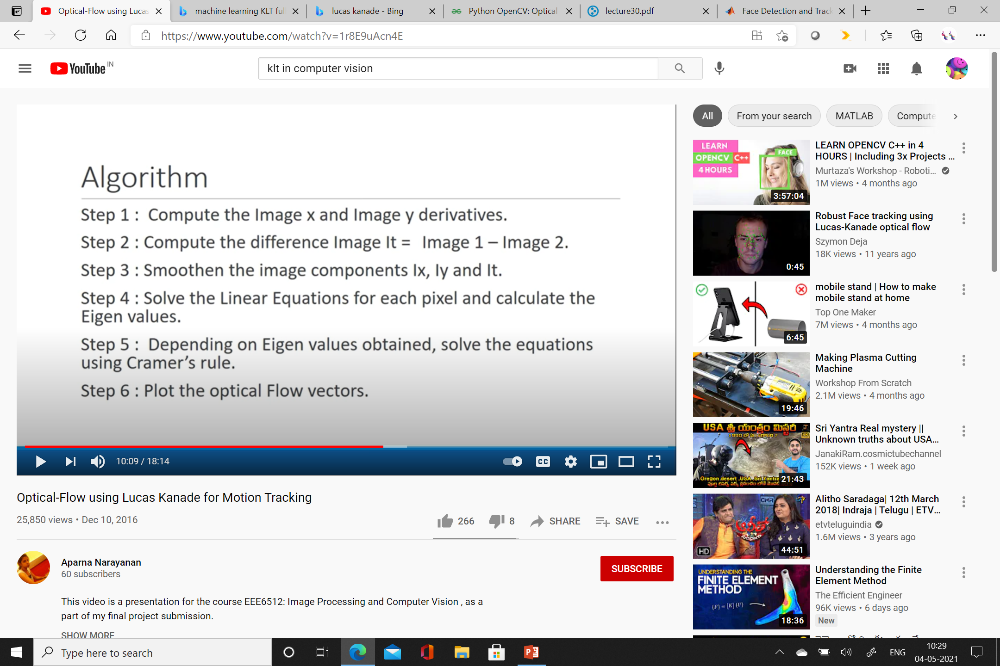 Optical-Flow using Lucas
machine learning KLT full
lucas kanade - Bing
Python OpenCV: Optical
lecture30.pdf
Face Detection and Track
https://www.youtube.com/watch?v=1r8E9uAcn4E
YouTube IN
klt in computer vision
Algorithm
Step 1 : Compute the Image x and Image y derivatives.
Step 2 : Compute the difference Image It = Image 1 – Image 2.
Step 3 : Smoothen the image components Ix, Iy and It.
Step 4 : Solve the Linear Equations for each pixel and calculate the
Eigen values.
Step 5 : Depending on Eigen values obtained, solve the equations
using Cramer's rule.
Step 6 : Plot the optical Flow vectors.
10:09 / 18:14
CC
Optical-Flow using Lucas Kanade for Motion Tracking
25,850 views • Dec 10, 2016
266
8
SHARE
SAVE
Aparna Narayanan
60 subscribers
SUBSCRIBE
This video is a presentation for the course EEE6512: Image Processing and Computer Vision , as a
part of my final project submission.
SHOW MORE
All
From your search
MATLAB
Compute
LEARN
OPENCV C++
4 HOURS
FACE
3:57:04
LEARN OPENCV C++ in 4
HOURS | Including 3x Projects ...
Murtaza's Workshop - Roboti...
1M views • 4 months ago
0:45
Robust Face tracking using
Lucas-Kanade optical flow
Szymon Deja
18K views • 11 years ago
6:45
mobile stand | How to make
mobile stand at home
Top One Maker
7M views • 4 months ago
19:46
Making Plasma Cutting
Machine
Workshop From Scratch
2.1M views • 4 months ago
USA శ్రీ యంత్రం మిస్టరీ
4K
Oregon desert ,USA
21:43
Sri Yantra Real mystery ||
Unknown truths about USA...
JanakiRam.cosmictubechannel
152K views • 1 week ago
CMR
HD
44:51
Alitho Saradaga| 12th March
2018| Indraja | Telugu | ETV...
etvteluguindia
1.6M views • 3 years ago
UNDERSTANDING THE
FINITE ELEMENT
METHOD
{F} = [K] {U}
18:36
Understanding the Finite
Element Method
The Efficient Engineer
96K views • 6 days ago
New
Type here to search
ENG
10:29
04-05-2021